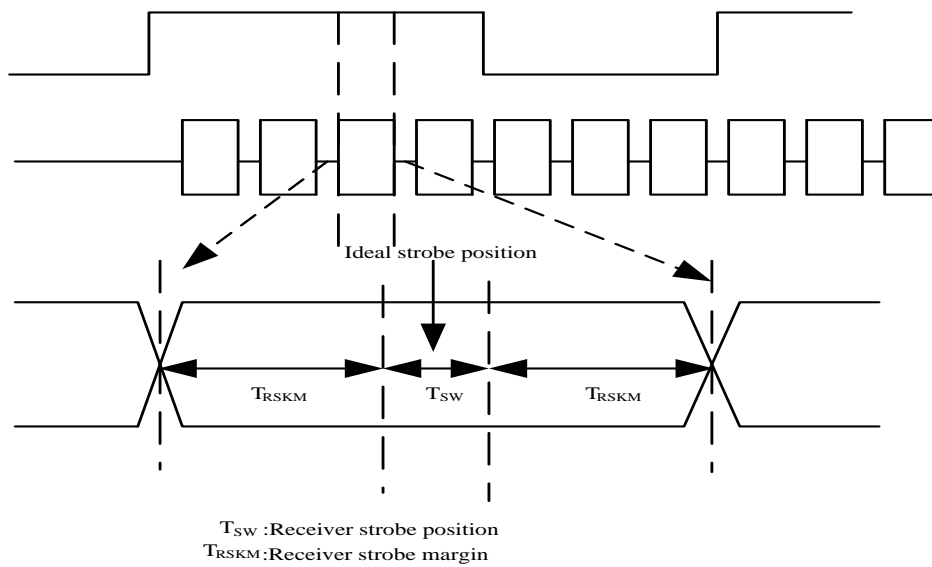 Ideal strobe position
TRSKM TSW TRSKM
TSW :Receiver strobe position
TRSKM:Receiver strobe margin